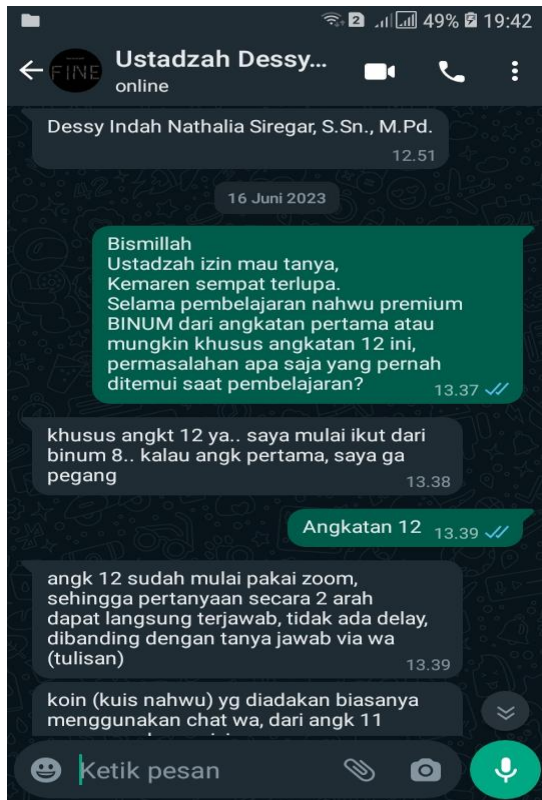 2 49% 19:42
FINE
Ustadzah Dessy...
online
Dessy Indah Nathalia Siregar, S.Sn., M.Pd.
12.51
16 Juni 2023
Bismillah
Ustadzah izin mau tanya,
Kemaren sempat terlupa.
Selama pembelajaran nahwu premium
BINUM dari angkatan pertama atau
mungkin khusus angkatan 12 ini,
permasalahan apa saja yang pernah
ditemui saat pembelajaran?
13.37
khusus angkt 12 ya.. saya mulai ikut dari
binum 8.. kalau angk pertama, saya ga
pegang
13.38
Angkatan 12 13.39
angk 12 sudah mulai pakai zoom,
sehingga pertanyaan secara 2 arah
dapat langsung terjawab, tidak ada delay,
dibanding dengan tanya jawab via wa
(tulisan)
13.39
koin (kuis nahwu) yg diadakan biasanya
menggunakan chat wa, dari angk 11
Ketik pesan